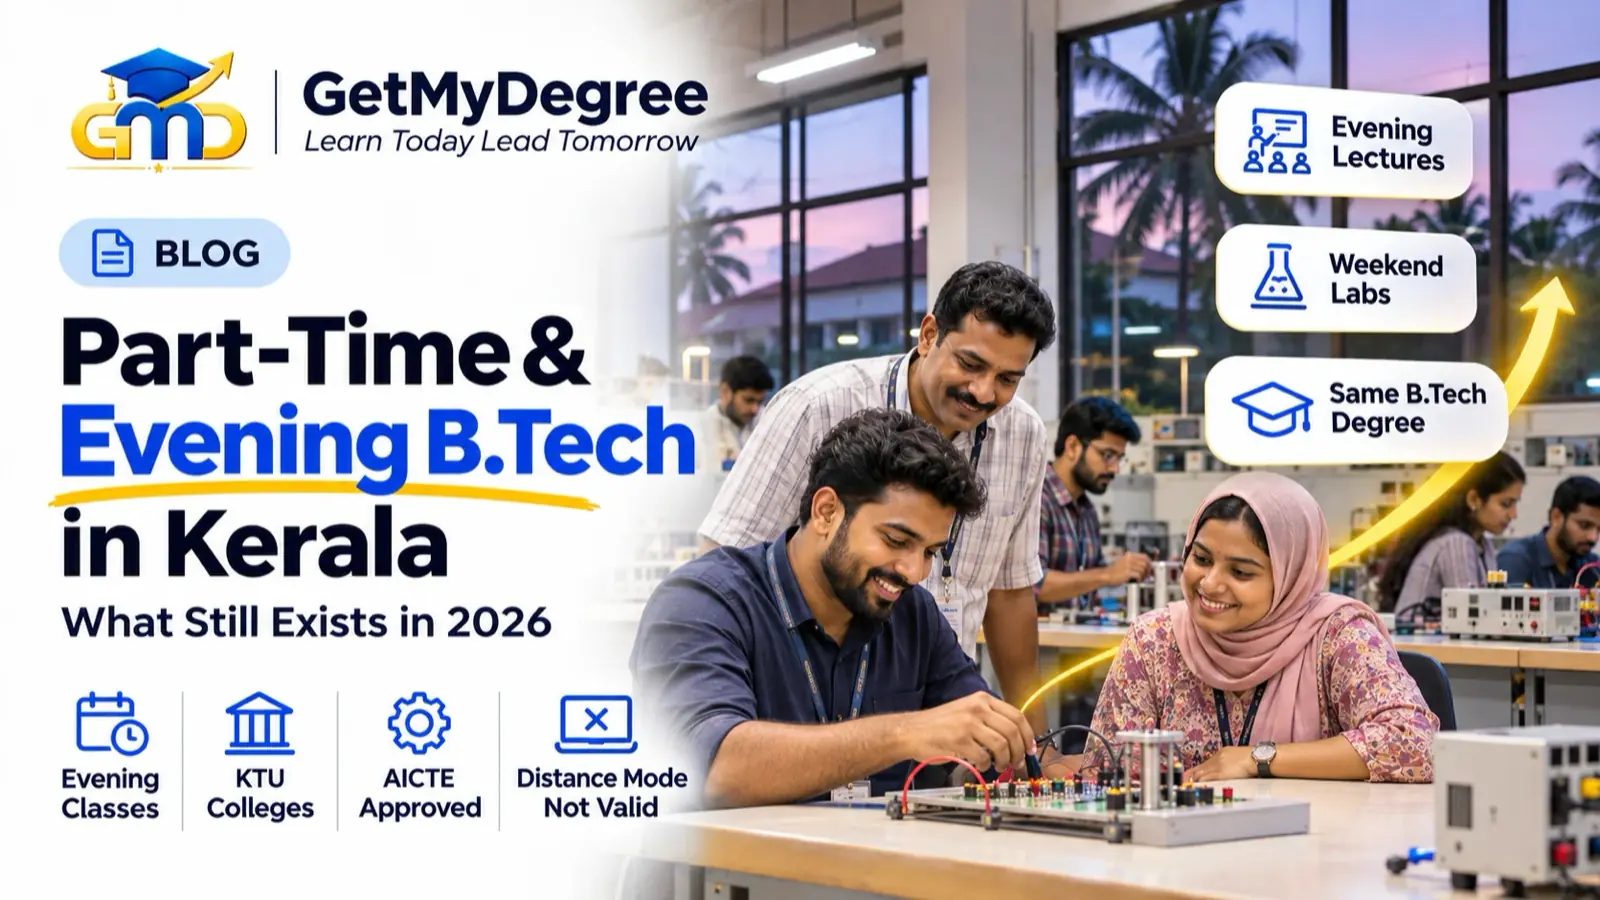 GMD
GetMyDegree
Learn Today Lead Tomorrow
BLOG
Part-Time &
Evening B.Tech
in Kerala
What Still Exists in 2026
Evening
Classes
KTU
Colleges
AICTE
Approved
Distance Mode
Not Valid
Evening
Lectures
Weekend
Labs
Same B.Tech
Degree